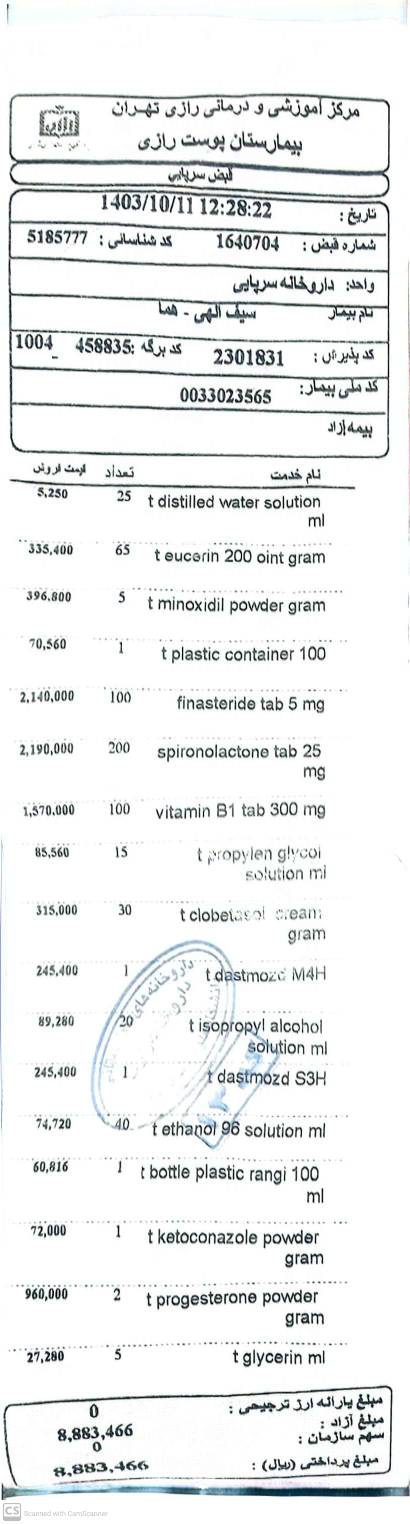 مرکز آموزشی و درمانی رازی تهران
بیمارستان پوست رازی
قبض سرپایی
تاریخ : 1403/10/11 12:28:22
شماره قبض : 1640704 کد شناسائی : 5185777
واحد: داروخانه سرپایی
نام بیمار سیف الهی - هما
کد پذیرش : 2301831 کد برگه :458835 _ 1004
کد ملی بیمار: 0033023565
بیمه آزاد
نام خدمت تعداد قیمت فروش
t distilled water solution 25 5,250
ml
t eucerin 200 oint gram 65 335,400
t minoxidil powder gram 5 396,800
t plastic container 100 1 70,560
finasteride tab 5 mg 100 2,140,000
spironolactone tab 25 200 2,190,000
mg
vitamin B1 tab 300 mg 100 1,570,000
t propylen glycol 15 85,560
solution ml
t clobetasol cream 30 315,000
gram
t dastmozd M4H 1 245,400
t isopropyl alcohol 20 89,280
solution ml
t dastmozd S3H 1 245,400
t ethanol 96 solution ml 40 74,720
t bottle plastic rangi 100 1 60,816
ml
t ketoconazole powder 1 72,000
gram
t progesterone powder 2 960,000
gram
t glycerin ml 5 27,280
مبلغ یارانه ارز ترجیحی : 0
مبلغ آزاد : 8,883,466
سهم سازمان : 0
مبلغ پرداختی (ریال) : 8,883,466
CS Scanned with CamScanner